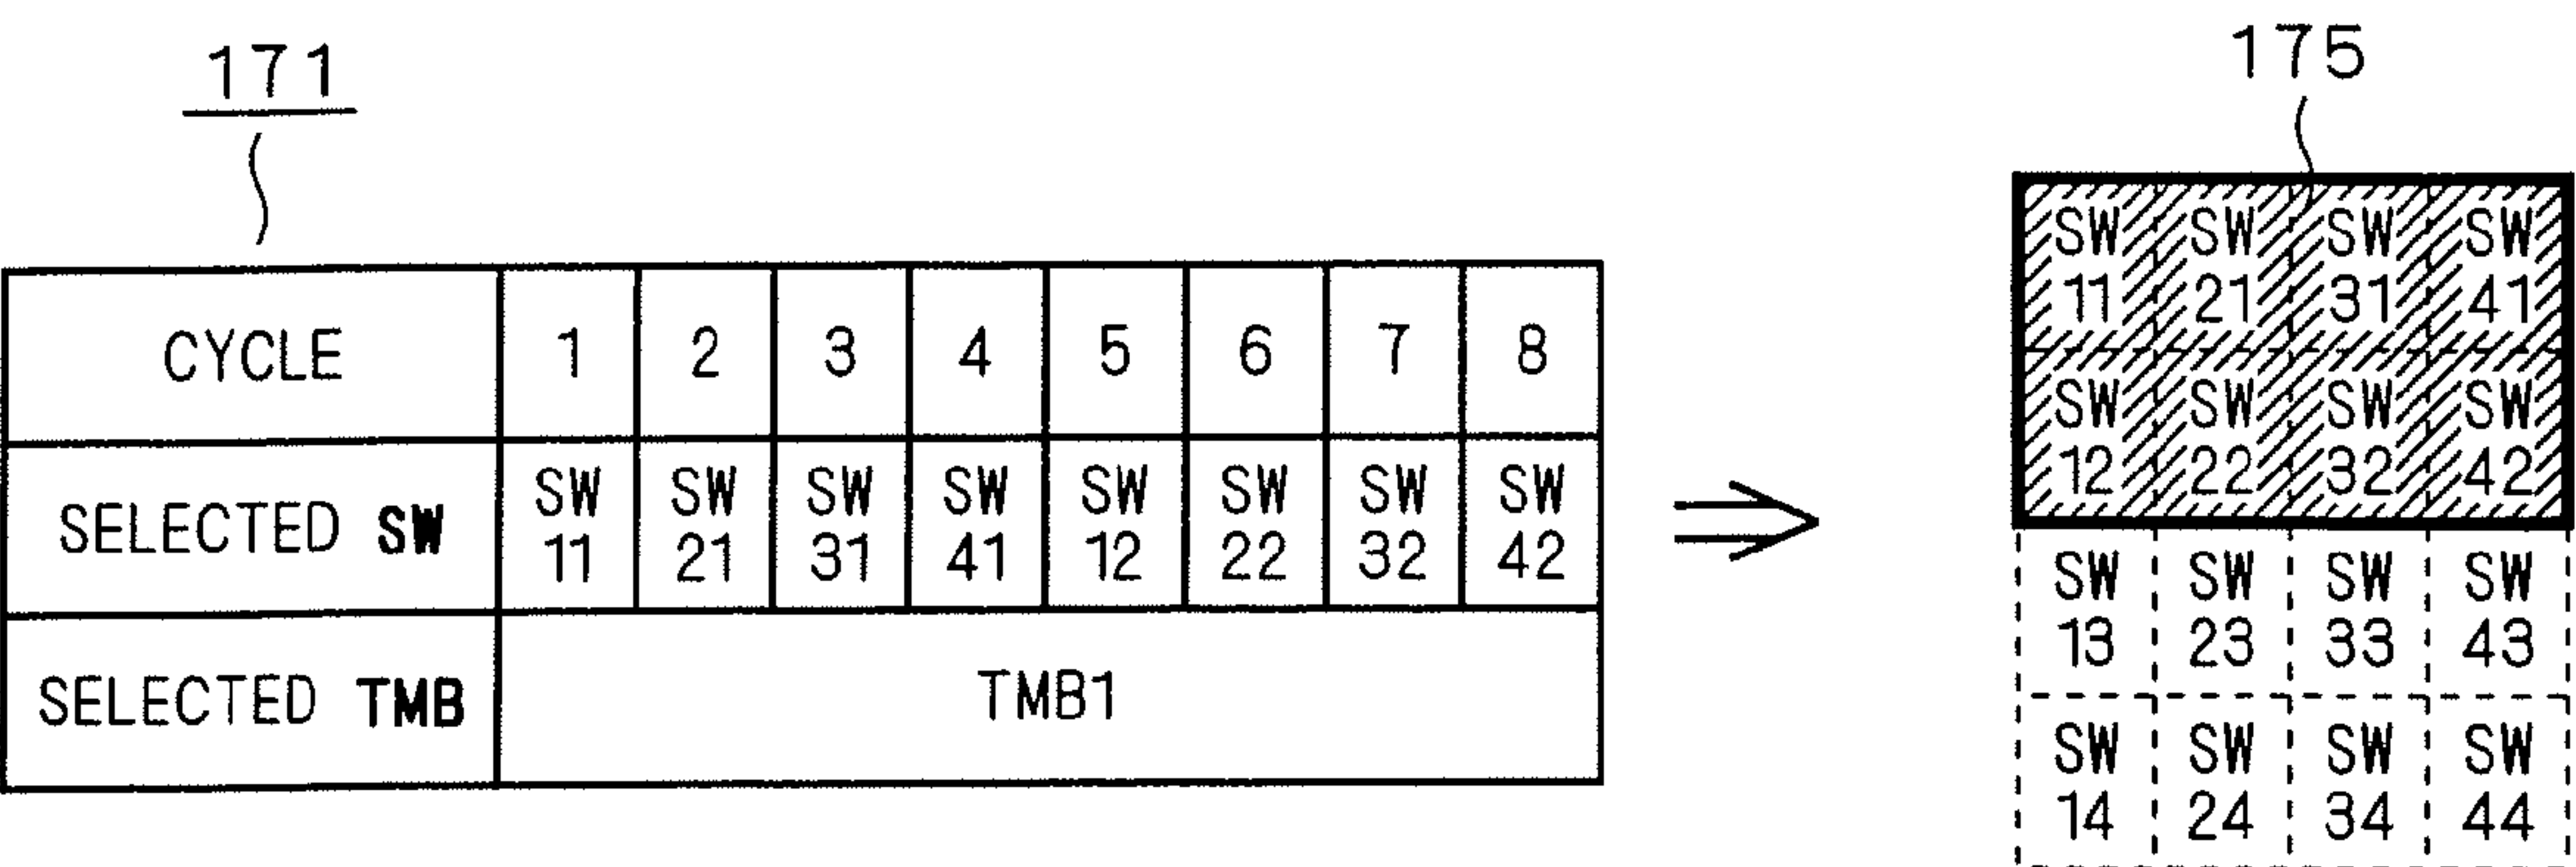 171
175
CYCLE 1 2 3 4 5 6 7 8
SELECTED SW SW 11 SW 21 SW 31 SW 41 SW 12 SW 22 SW 32 SW 42
SELECTED TMB TMB1
SW SW SW SW
11 21 31 41
SW SW SW SW
12 22 32 42
SW SW SW SW
13 23 33 43
SW SW SW SW
14 24 34 44